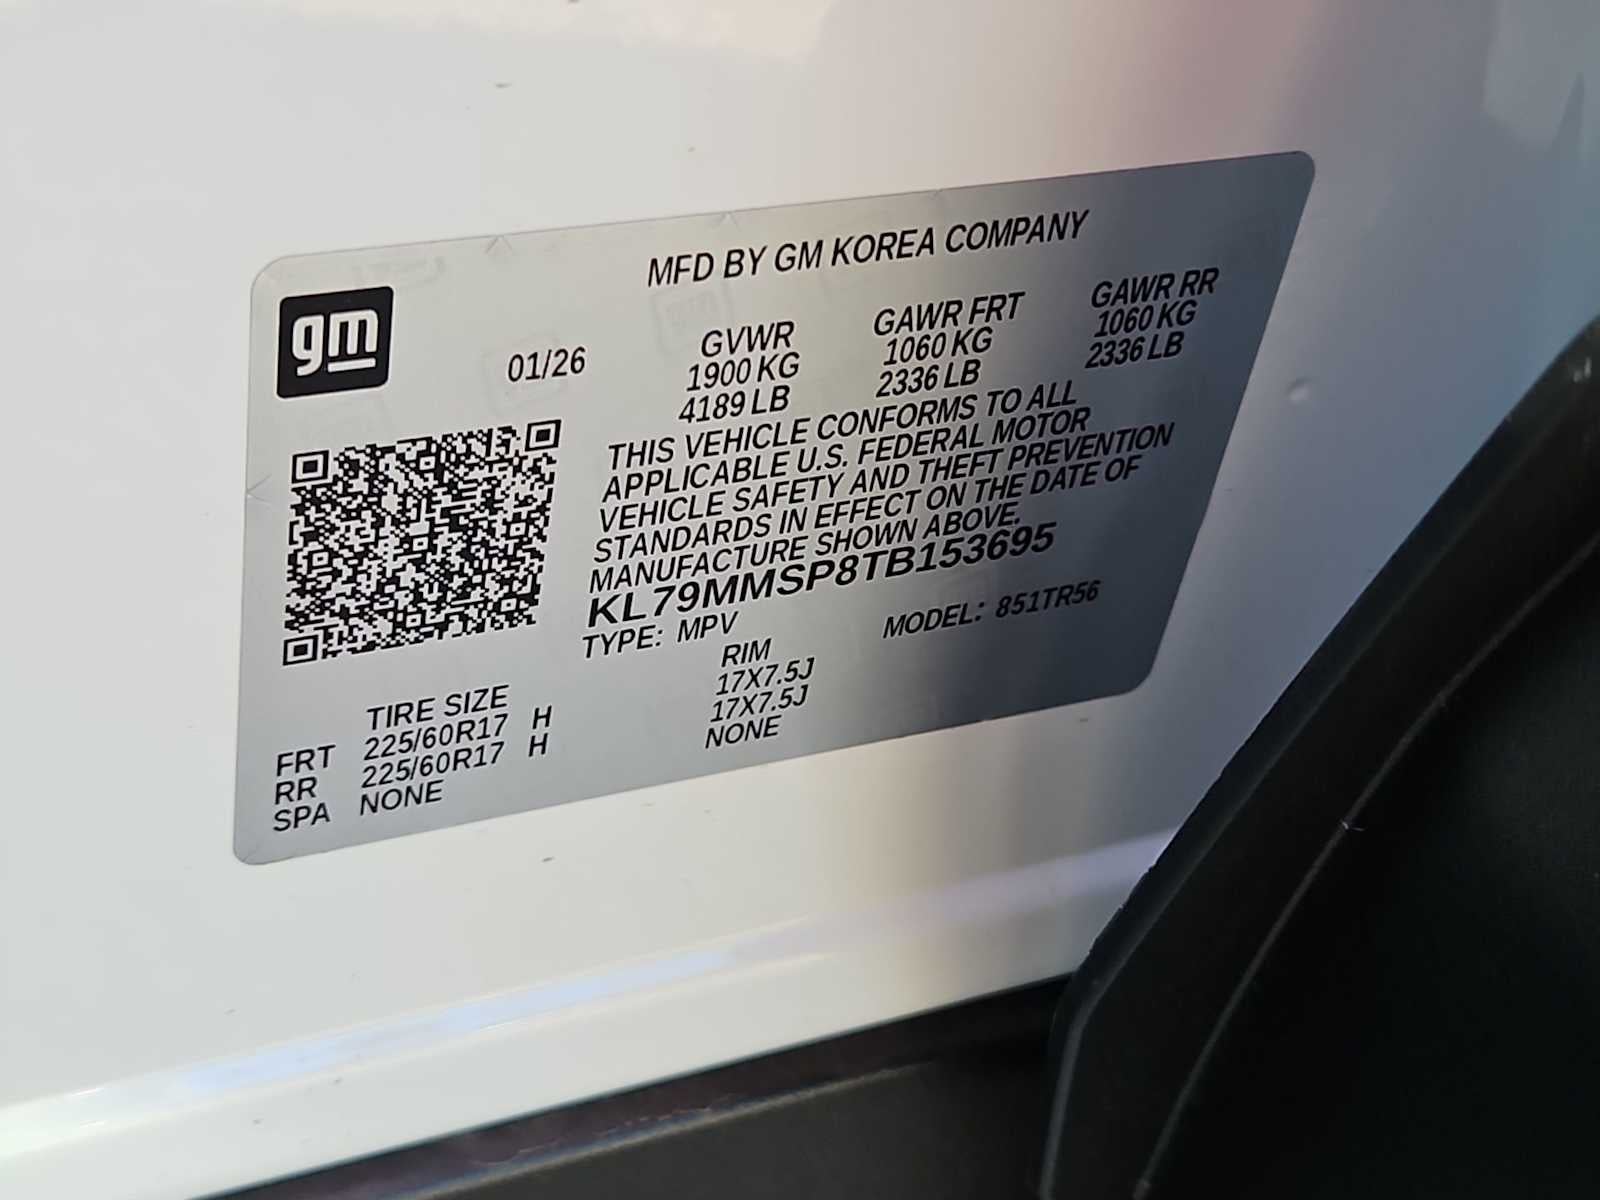 gm
MFD BY GM KOREA COMPANY
01/26
GVWR GAWR FRT GAWR RR
1900 KG 1060 KG 1060 KG
4189 LB 2336 LB 2336 LB
THIS VEHICLE CONFORMS TO ALL
APPLICABLE U.S. FEDERAL MOTOR
VEHICLE SAFETY AND THEFT PREVENTION
STANDARDS IN EFFECT ON THE DATE OF
MANUFACTURE SHOWN ABOVE.
KL79MMSP8TB153695
TYPE: MPV MODEL: 851TR56
TIRE SIZE RIM
FRT 225/60R17 H 17X7.5J
RR 225/60R17 H 17X7.5J
SPA NONE NONE